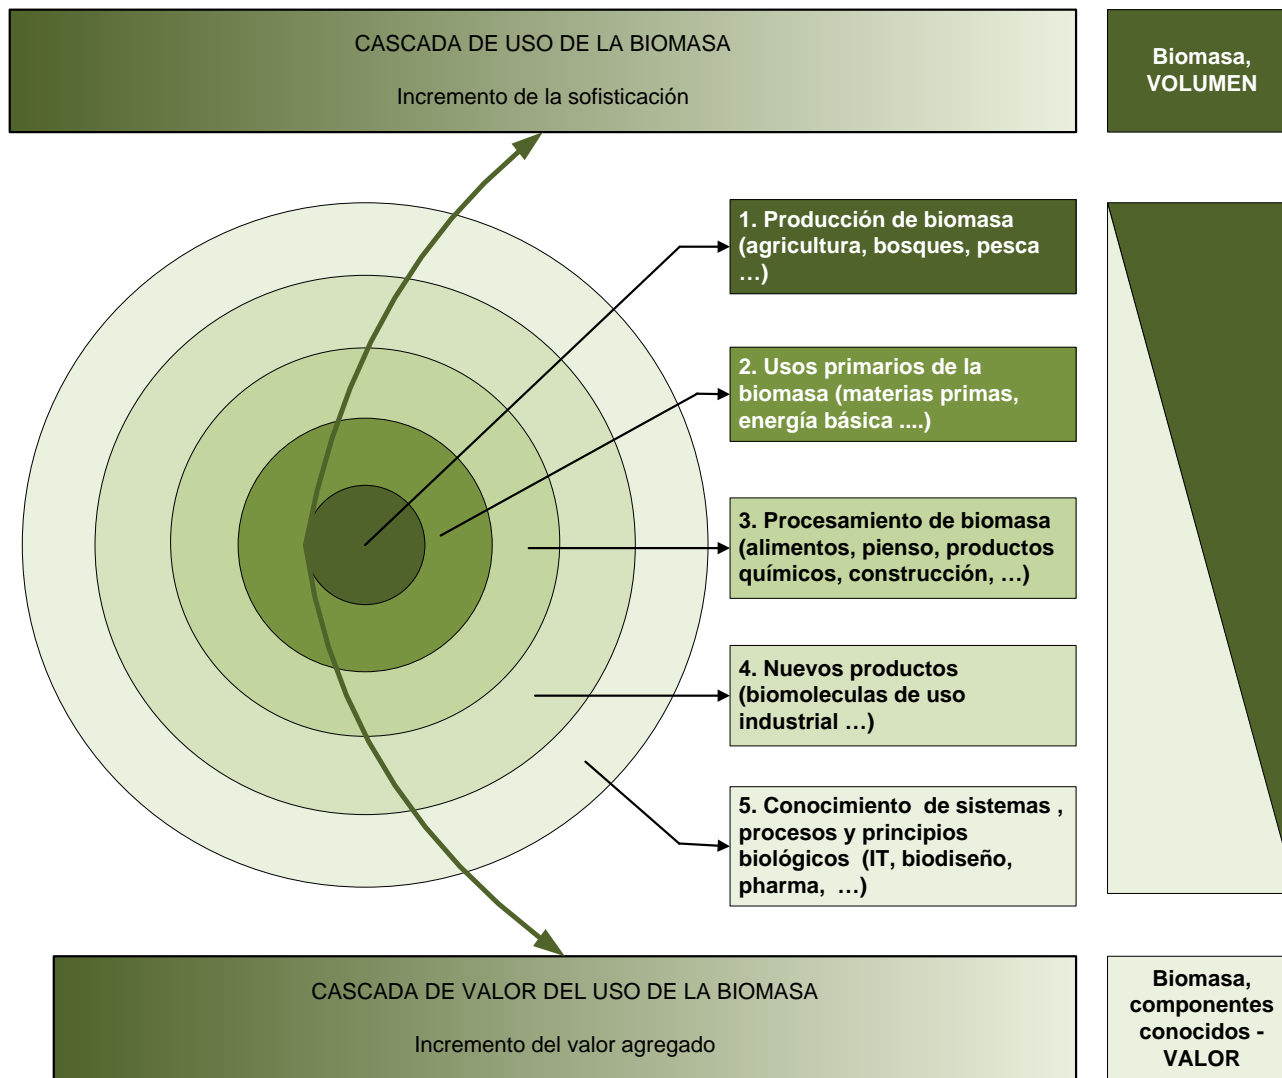 CASCADA DE USO DE LA BIOMASA
Incremento de la sofisticación
Biomasa,
VOLUMEN
1. Producción de biomasa
(agricultura, bosques, pesca
…)
2. Usos primarios de la
biomasa (materias primas,
energía básica ....)
3. Procesamiento de biomasa
(alimentos, pienso, productos
químicos, construcción, …)
4. Nuevos productos
(biomoleculas de uso
industrial …)
5. Conocimiento  de sistemas ,
procesos y principios
biológicos  (IT, biodiseño,
pharma,  …)
CASCADA DE VALOR DEL USO DE LA BIOMASA
Incremento del valor agregado
Biomasa,
componentes
conocidos -
VALOR